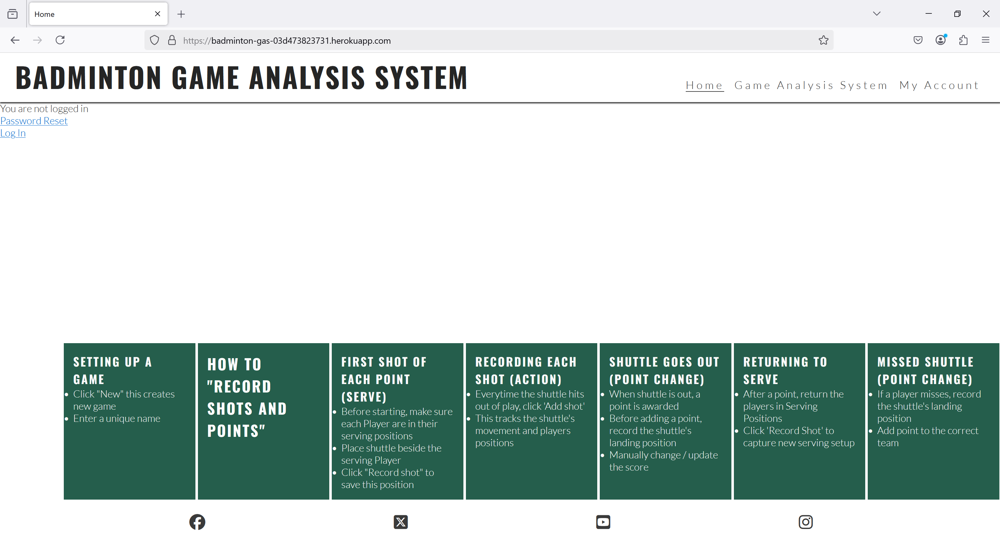 Home
https://badminton-gas-03d473823731.herokuapp.com
BADMINTON GAME ANALYSIS SYSTEM
Home Game Analysis System My Account
You are not logged in
Password Reset
Log In
SETTING UP A
GAME
• Click "New" this creates
new game
• Enter a unique name
HOW TO
"RECORD
SHOTS AND
POINTS"
FIRST SHOT OF
EACH POINT
(SERVE)
• Before starting, make sure
each Player are in their
serving positions
• Place shuttle beside the
serving Player
• Click "Record shot" to
save this position
RECORDING EACH
SHOT (ACTION)
• Everytime the shuttle hits
out of play, click 'Add shot'
• This tracks the shuttle's
movement and players
positions
SHUTTLE GOES OUT
(POINT CHANGE)
• When shuttle is out, a
point is awarded
• Before adding a point,
record the shuttle's
landing position
• Manually change / update
the score
RETURNING TO
SERVE
• After a point, return the
players in Serving
Positions
• Click 'Record Shot' to
capture new serving setup
MISSED SHUTTLE
(POINT CHANGE)
• If a player misses, record
the shuttle's landing
position
• Add point to the correct
team